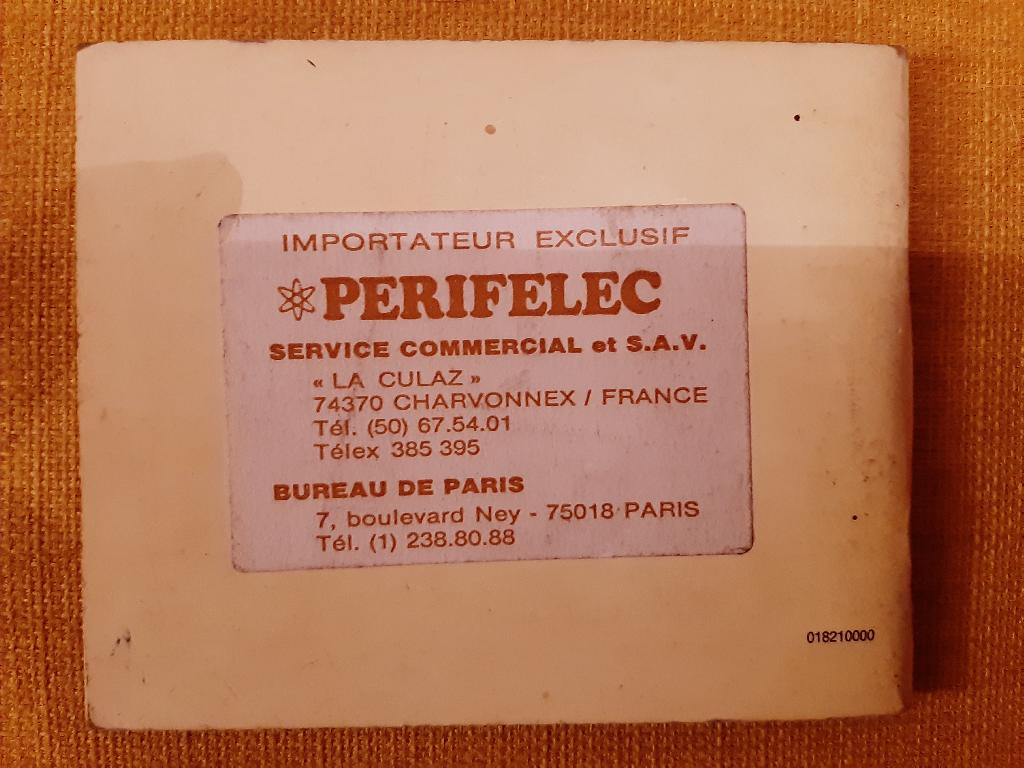 IMPORTATEUR EXCLUSIF
PERIFELEC
SERVICE COMMERCIAL et S.A.V.
« LA CULAZ »
74370 CHARVONNEX / FRANCE
Tél. (50) 67.54.01
Télex 385 395
BUREAU DE PARIS
7, boulevard Ney - 75018 PARIS
Tél. (1) 238.80.88
018210000